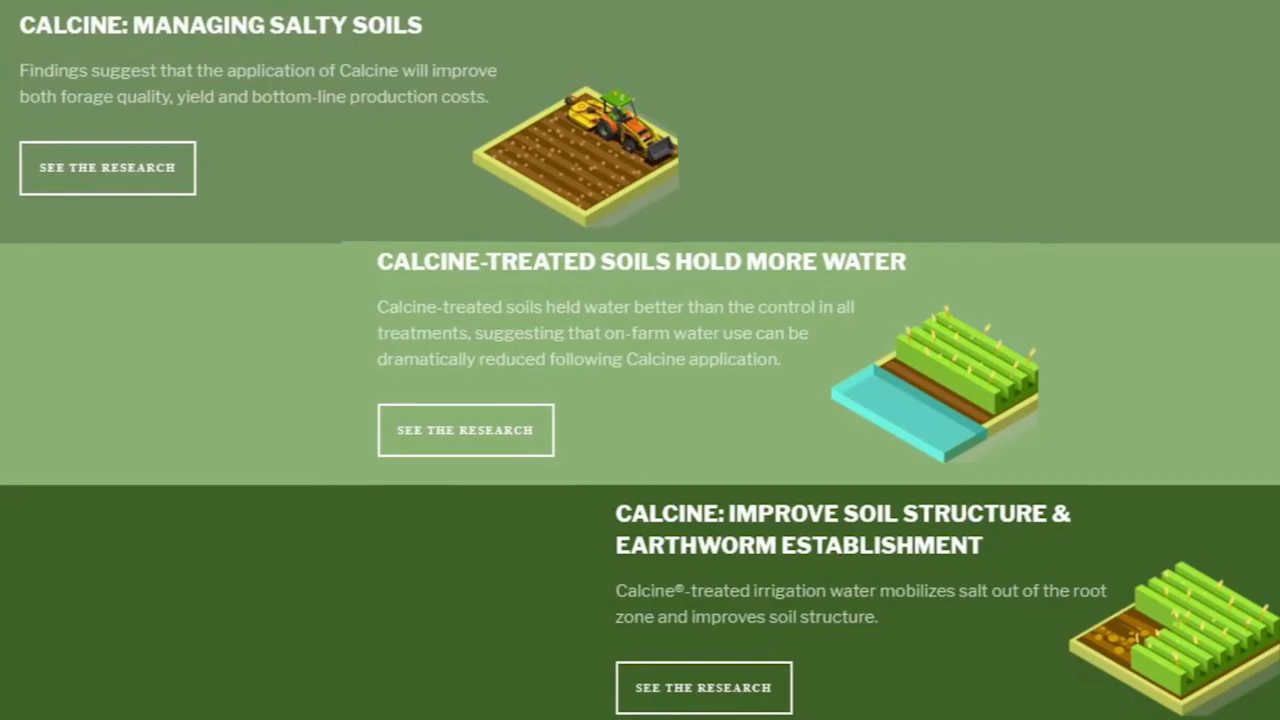 CALCINE: MANAGING SALTY SOILS
Findings suggest that the application of Calcine will improve
both forage quality, yield and bottom-line production costs.
SEE THE RESEARCH
CALCINE-TREATED SOILS HOLD MORE WATER
Calcine-treated soils held water better than the control in all
treatments, suggesting that on-farm water use can be
dramatically reduced following Calcine application.
SEE THE RESEARCH
CALCINE: IMPROVE SOIL STRUCTURE &
EARTHWORM ESTABLISHMENT
Calcine®-treated irrigation water mobilizes salt out of the root
zone and improves soil structure.
SEE THE RESEARCH